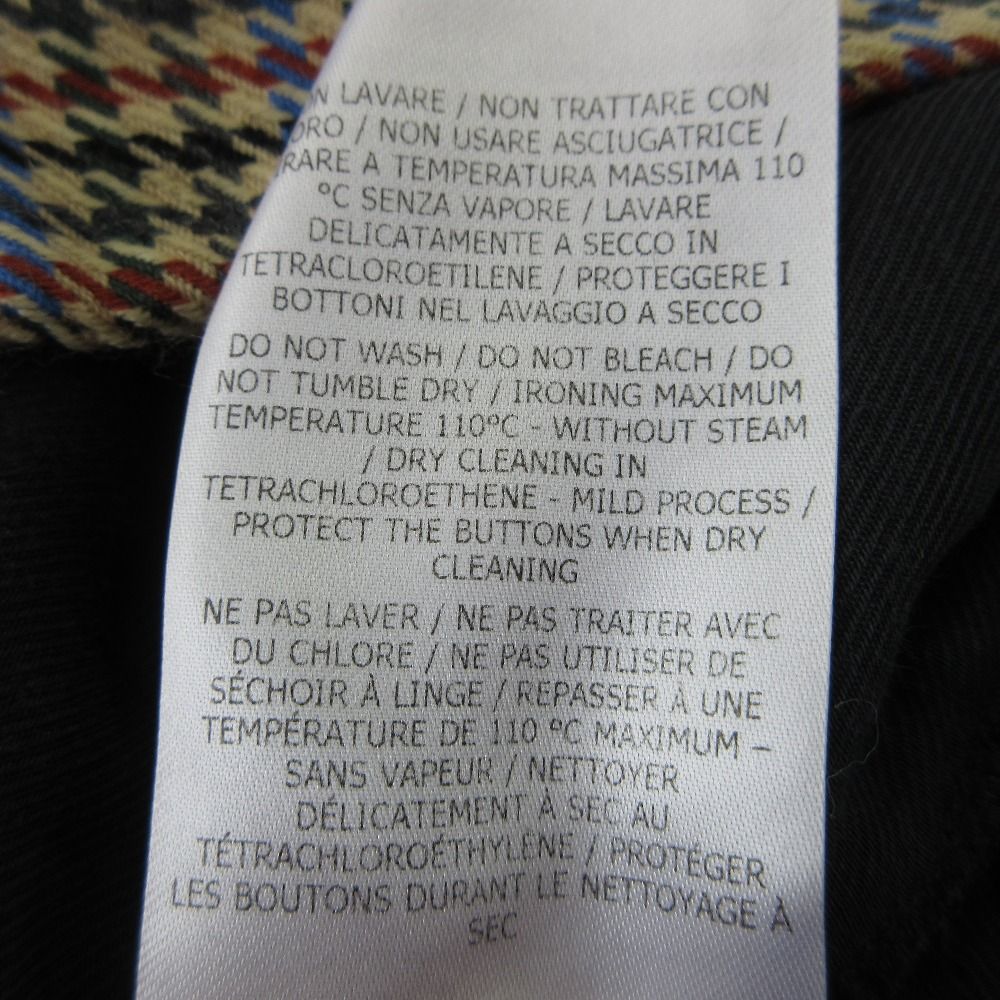 LAVARE / NON TRATTARE CON
/ NON USARE ASCIUGATRICE /
A TEMPERATURA MASSIMA 110
°C SENZA VAPORE / LAVARE
DELICATAMENTE A SECCO IN
TETRACLOROETILENE / PROTEGGERE I
BOTTONI NEL LAVAGGIO A SECCO
DO NOT WASH / DO NOT BLEACH / DO
NOT TUMBLE DRY / IRONING MAXIMUM
TEMPERATURE 110°C - WITHOUT STEAM
/ DRY CLEANING IN
TETRACHLOROETHENE - MILD PROCESS /
PROTECT THE BUTTONS WHEN DRY
CLEANING
NE PAS LAVER / NE PAS TRAITER AVEC
DU CHLORE / NE PAS UTILISER DE
SÉCHOIR À LINGE / REPASSER À UNE
TEMPÉRATURE DE 110 °C MAXIMUM –
SANS VAPEUR / NETTOYER
DÉLICATEMENT À SEC AU
TÉTRACHLOROÉTHYLÈNE / PROTÉGER
LES BOUTONS DURANT LE NETTOYAGE À
SEC